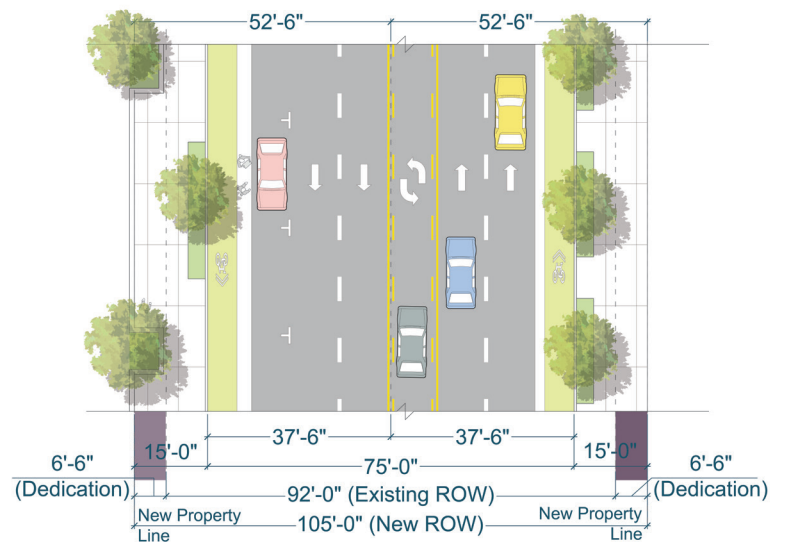 52'-6" 52'-6"
37'-6" 37'-6"
15'-0" 75'-0" 15'-0"
6'-6"
(Dedication)
6'-6"
(Dedication)
92'-0" (Existing ROW)
New Property
Line
105'-0" (New ROW)
New Property
Line